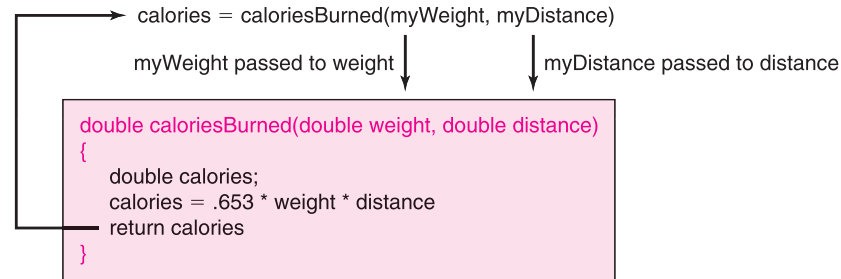 calories = caloriesBurned(myWeight, myDistance)
myWeight passed to weight
myDistance passed to distance
double caloriesBurned(double weight, double distance)
{
double calories;
calories = .653 * weight * distance
return calories
}